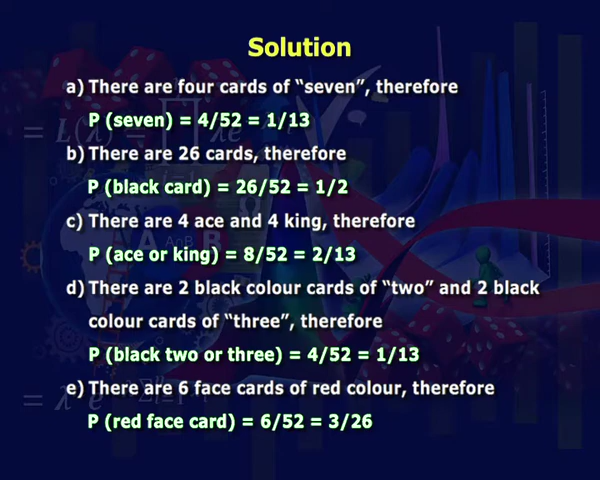 Solution
a) There are four cards of “seven”, therefore
P (seven) = 4/52 = 1/13
b) There are 26 cards, therefore
P (black card) = 26/52 = 1/2
c) There are 4 ace and 4 king, therefore
P (ace or king) = 8/52 = 2/13
d) There are 2 black colour cards of “two” and 2 black
colour cards of “three”, therefore
P (black two or three) = 4/52 = 1/13
e) There are 6 face cards of red colour, therefore
P (red face card) = 6/52 = 3/26